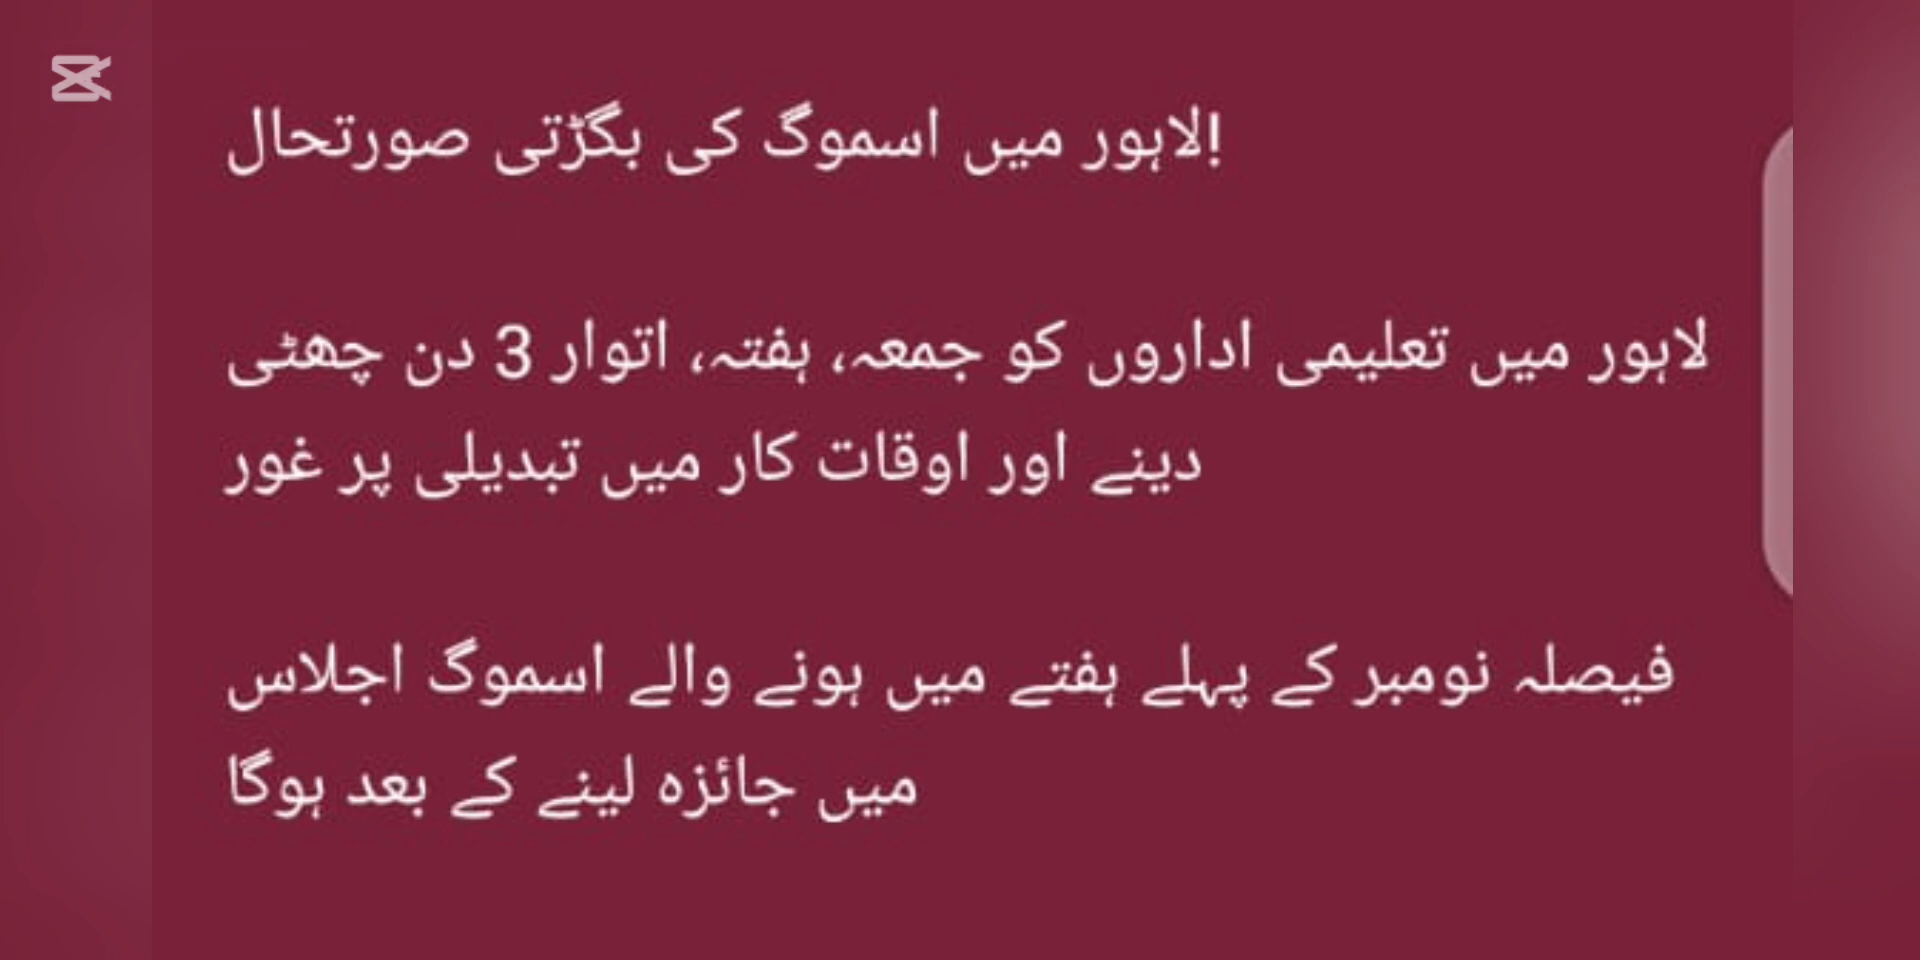 !لاہور میں اسموگ کی بگڑتی صورتحال
لاہور میں تعلیمی اداروں کو جمعہ، ہفتہ، اتوار 3 دن چھٹی
دینے اور اوقات کار میں تبدیلی پر غور
فیصلہ نومبر کے پہلے ہفتے میں ہونے والے اسموگ اجلاس
میں جائزہ لینے کے بعد ہوگا